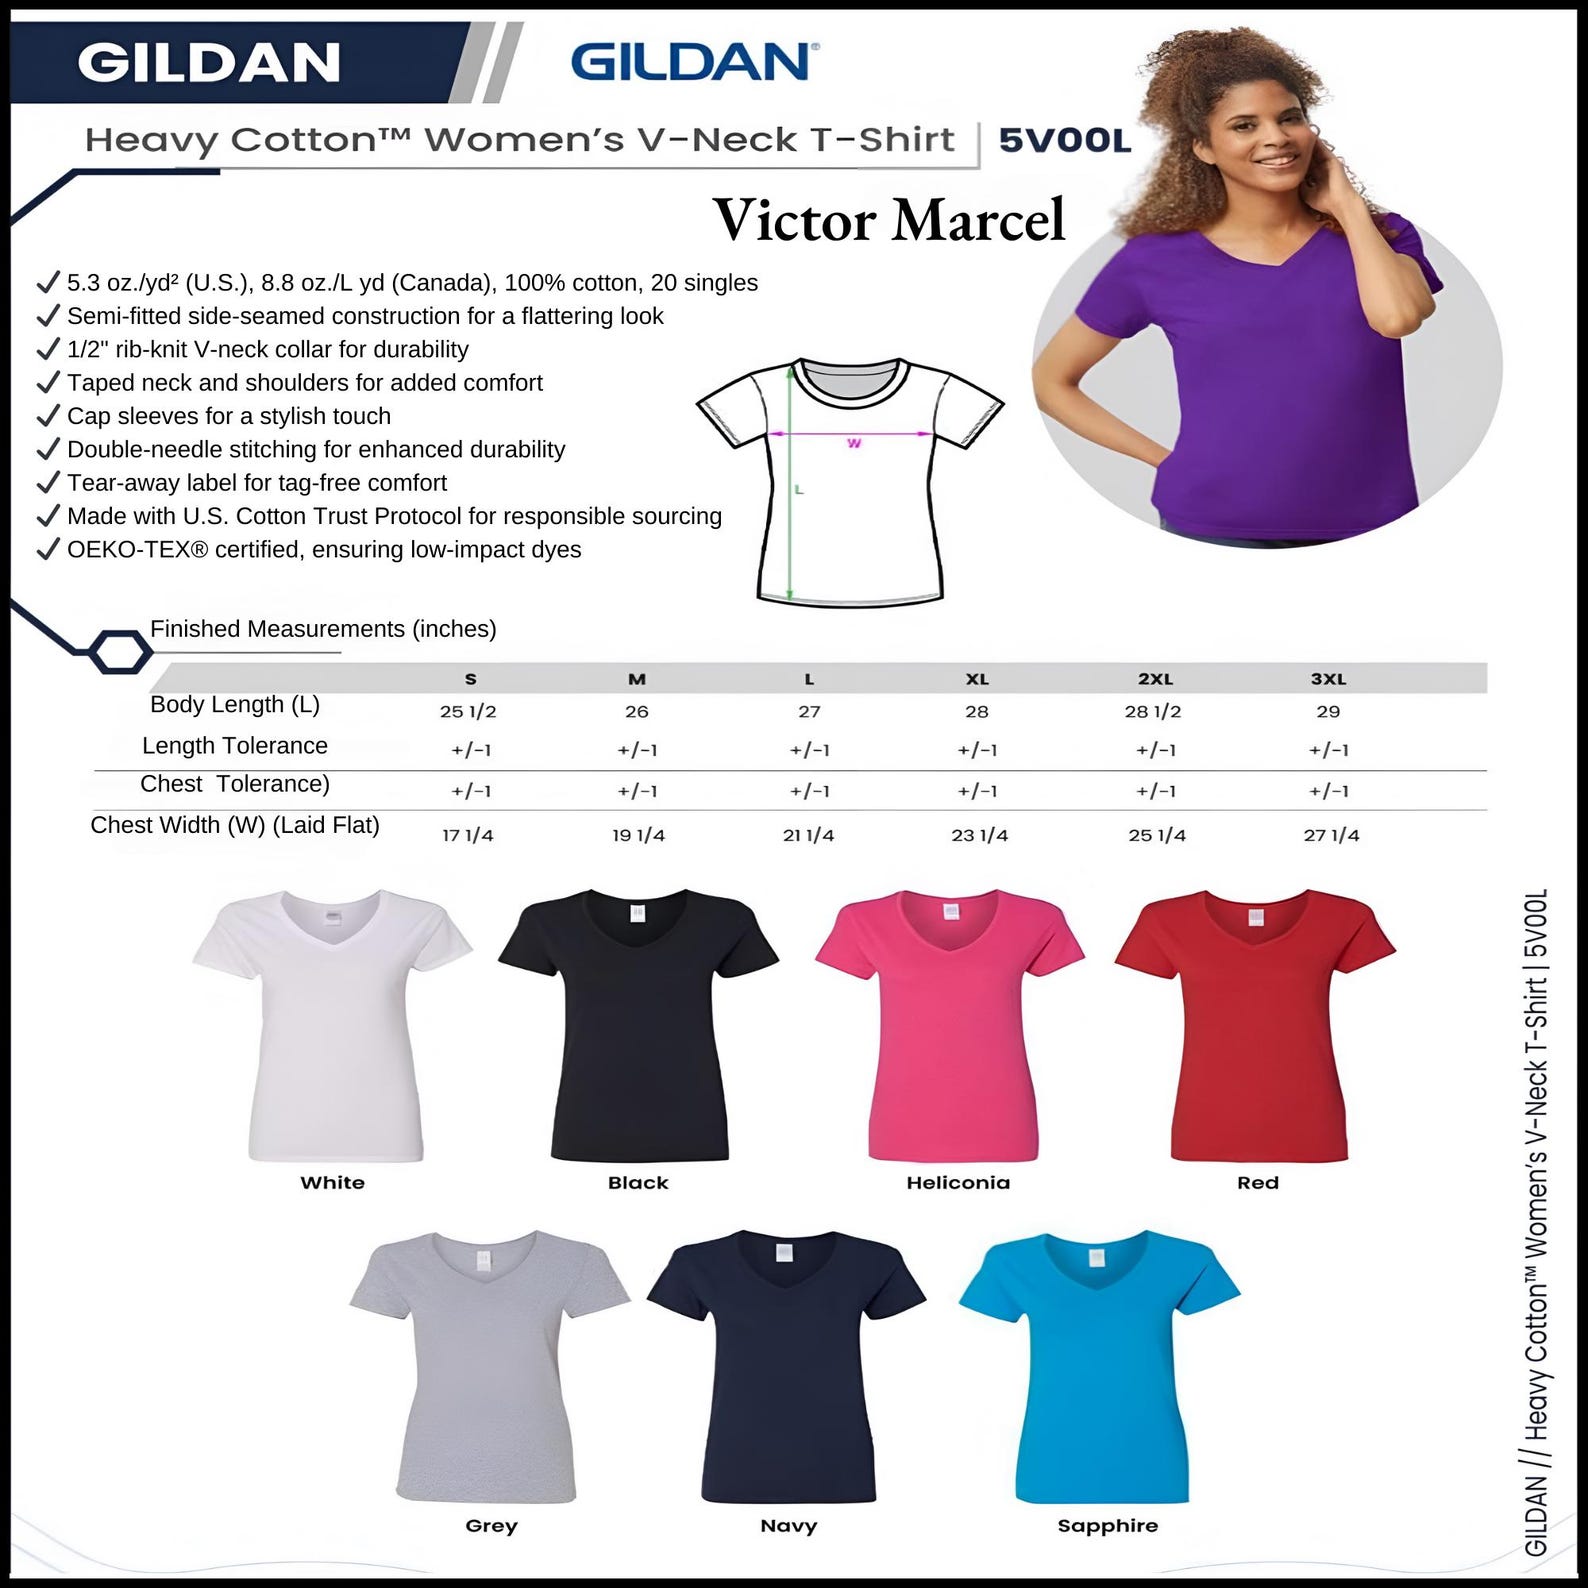 GILDAN
GILDAN®
Heavy Cotton™ Women's V-Neck T-Shirt | 5V00L
Victor Marcel
5.3 oz./yd² (U.S.), 8.8 oz./L yd (Canada), 100% cotton, 20 singles
Semi-fitted side-seamed construction for a flattering look
1/2" rib-knit V-neck collar for durability
Taped neck and shoulders for added comfort
Cap sleeves for a stylish touch
Double-needle stitching for enhanced durability
Tear-away label for tag-free comfort
Made with U.S. Cotton Trust Protocol for responsible sourcing
OEKO-TEX® certified, ensuring low-impact dyes
W
L
Finished Measurements (inches)
S M L XL 2XL 3XL
Body Length (L) 25 1/2 26 27 28 28 1/2 29
Length Tolerance +/-1 +/-1 +/-1 +/-1 +/-1 +/-1
Chest Tolerance) +/-1 +/-1 +/-1 +/-1 +/-1 +/-1
Chest Width (W) (Laid Flat) 17 1/4 19 1/4 21 1/4 23 1/4 25 1/4 27 1/4
White Black Heliconia Red
Grey Navy Sapphire
GILDAN // Heavy Cotton™ Women's V-Neck T-Shirt | 5V00L